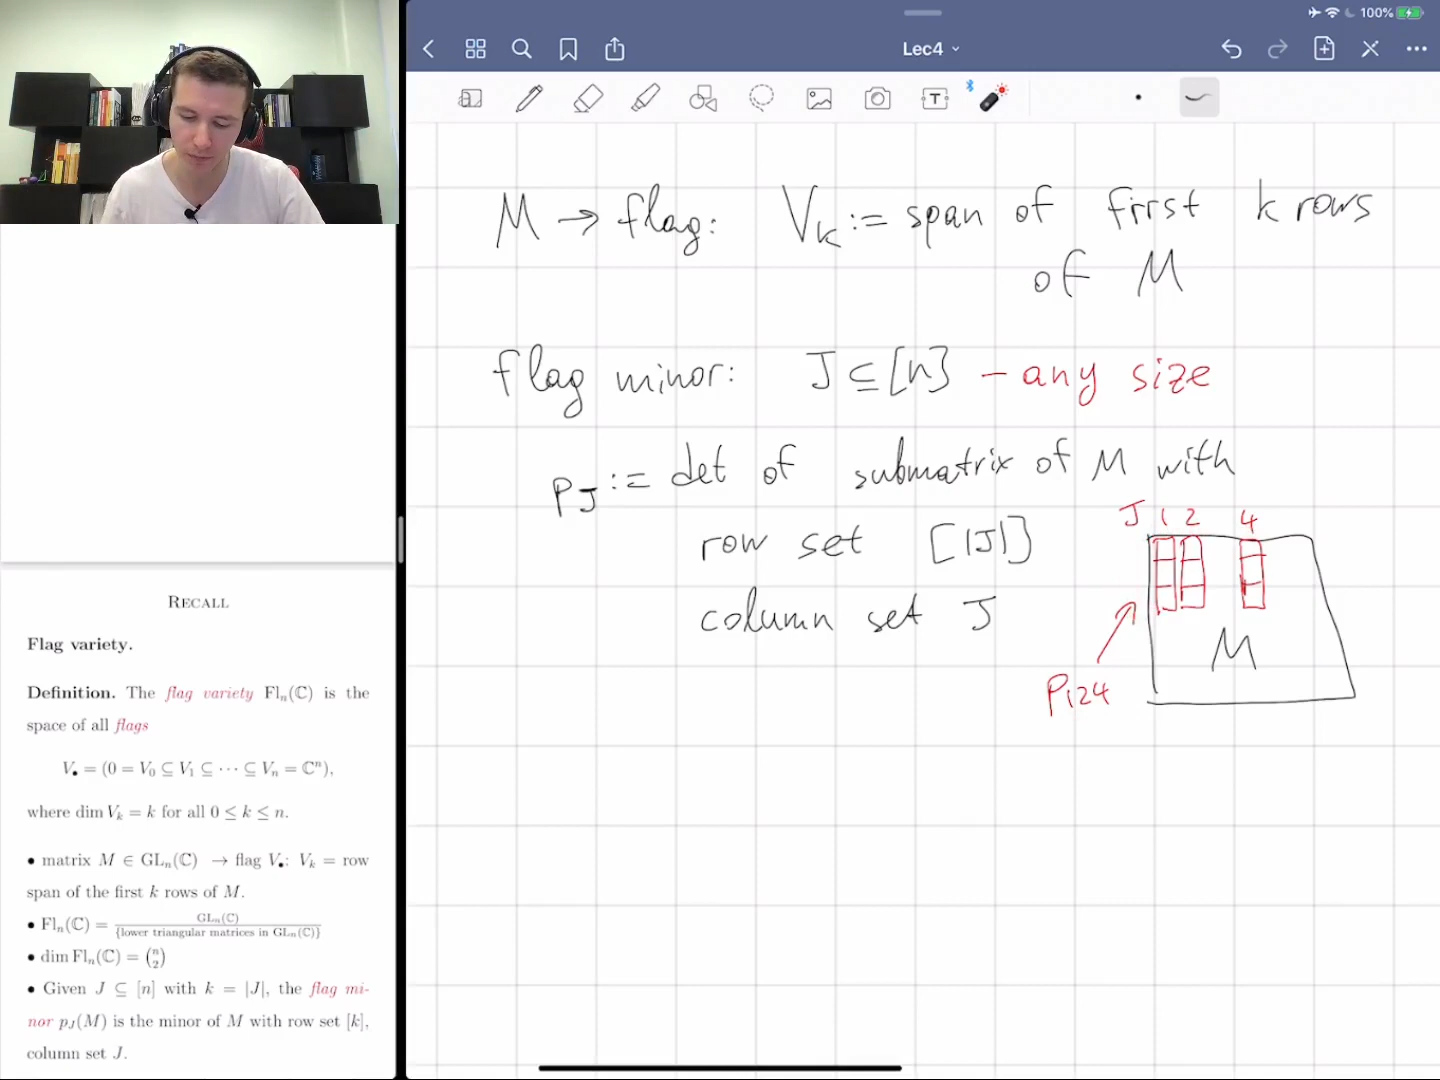 100%
Lec4
T
M → flag: V_k := span of first k rows
of M
flag minor: J ⊆ [n] – any size
p_J := det of submatrix of M with
row set [|J|]
column set J
J 1 2 4
M
P124
RECALL
Flag variety.
Definition. The flag variety Fl_n(ℂ) is the
space of all flags
V_• = (0 = V_0 ⊆ V_1 ⊆ ⋯ ⊆ V_n = ℂ^n),
where dim V_k = k for all 0 ≤ k ≤ n.
• matrix M ∈ GL_n(ℂ) → flag V_•: V_k = row
span of the first k rows of M.
• Fl_n(ℂ) = GL_n(ℂ) / {lower triangular matrices in GL_n(ℂ)}
• dim Fl_n(ℂ) = (n 2)
• Given J ⊆ [n] with k = |J|, the flag mi-
nor p_J(M) is the minor of M with row set [k],
column set J.